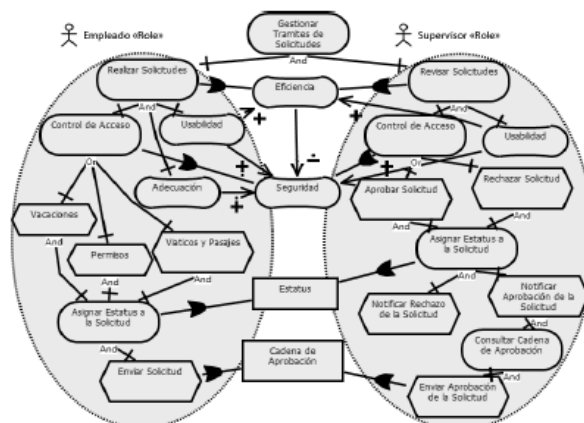 Gestionar
Tramites de
Solicitudes
Empleado «Role»
Supervisor «Role»
And
Realizar Solicitudes
Eficiencia
Revisar Solicitudes
And
And
Control de Acceso
Usabilidad
+
+
Control de Acceso
Usabilidad
-
+
+
Or
Or
Adecuación
+
Seguridad
Aprobar Solicitud
Rechazar Solicitud
Vacaciones
Permisos
Viaticos y Pasajes
And
And
And
And
And
Asignar Estatus a
la Solicitud
Asignar Estatus a
la Solicitud
Estatus
And
And
Notificar Rechazo
de la Solicitud
Notificar
Aprobación de la
Solicitud
And
And
Cadena de
Aprobación
Consultar Cadena
de Aprobación
Enviar Solicitud
And
Enviar Aprobación
de la Solicitud